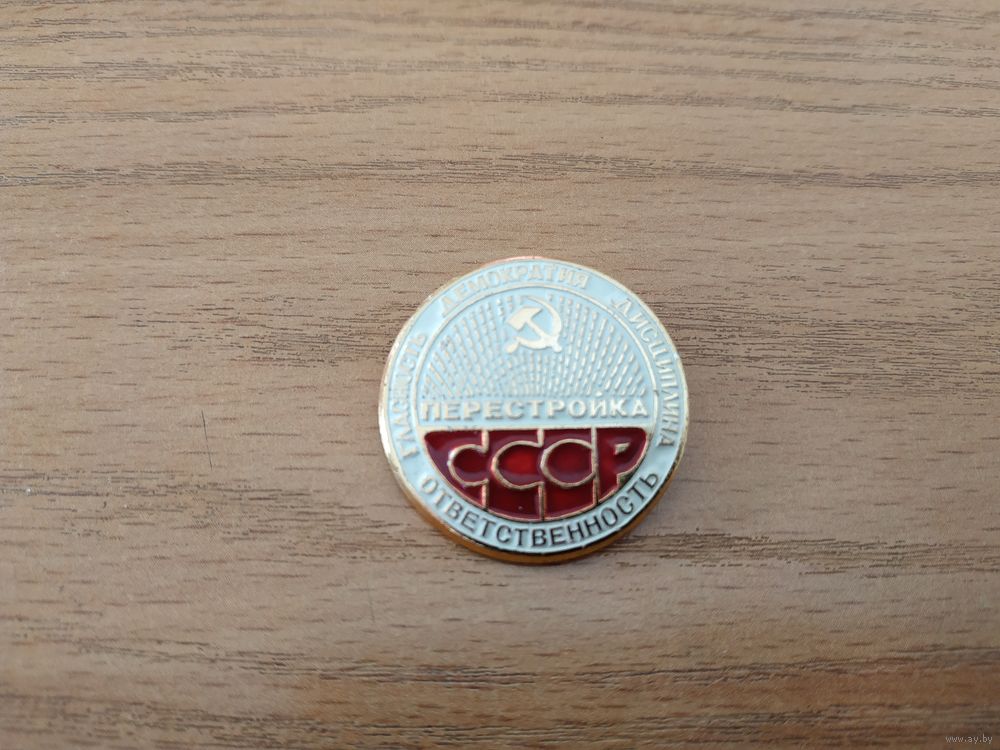 ГЛАСНОСТЬ ДЕМОКРАТИЯ ДИСЦИПЛИНА
ПЕРЕСТРОЙКА
СССР
ОТВЕТСТВЕННОСТЬ
www.ay.by